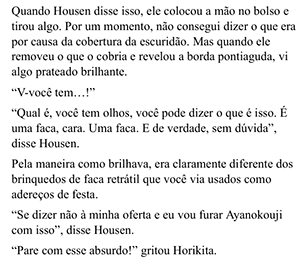 Quando Housen disse isso, ele colocou a mão no bolso e
tirou algo. Por um momento, não consegui dizer o que era
por causa da cobertura da escuridão. Mas quando ele
removeu o que o cobria e revelou a borda pontiaguda, vi
algo prateado brilhante.
“V-você tem…!”
“Qual é, você tem olhos, você pode dizer o que é isso. É
uma faca, cara. Uma faca. E de verdade, sem dúvida”,
disse Housen.
Pela maneira como brilhava, era claramente diferente dos
brinquedos de faca retrátil que você via usados como
adereços de festa.
“Se dizer não à minha oferta e eu vou furar Ayanokouji
com isso”, disse Housen.
“Pare com esse absurdo!” gritou Horikita.